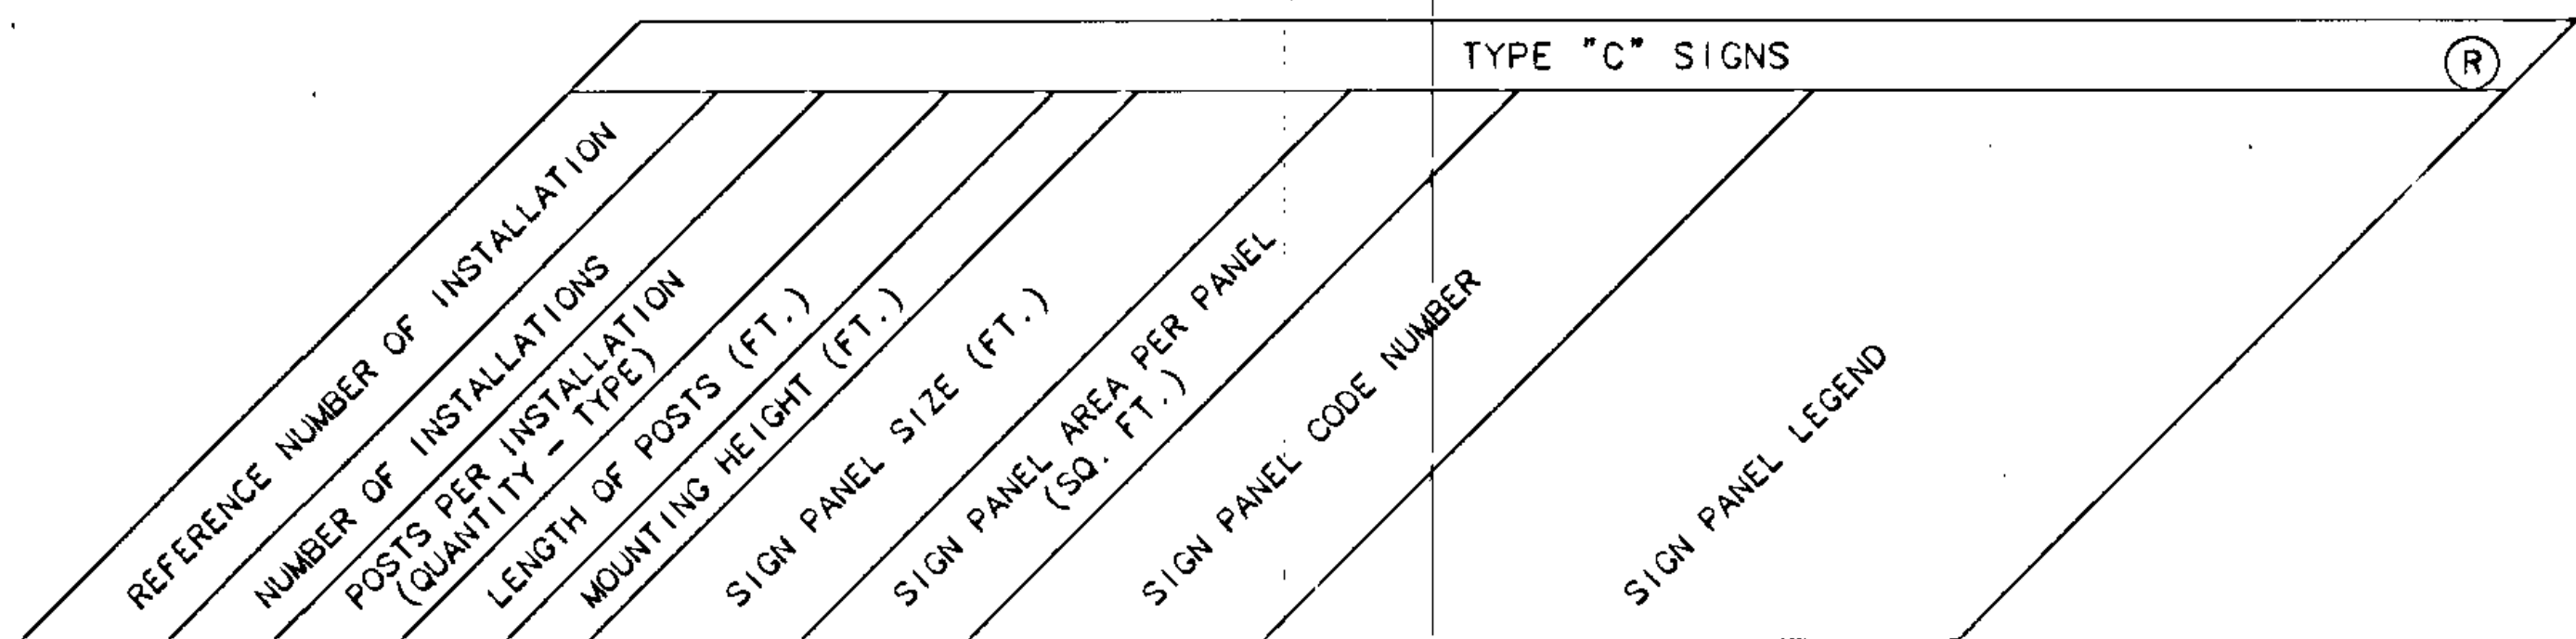 TYPE "C" SIGNS
R
REFERENCE NUMBER OF INSTALLATION
NUMBER OF INSTALLATIONS
POSTS PER INSTALLATION
(QUANTITY - TYPE)
LENGTH OF POSTS (FT.)
MOUNTING HEIGHT (FT.)
SIGN PANEL SIZE (FT.)
SIGN PANEL AREA PER PANEL
(SQ. FT.)
SIGN PANEL CODE NUMBER
SIGN PANEL LEGEND